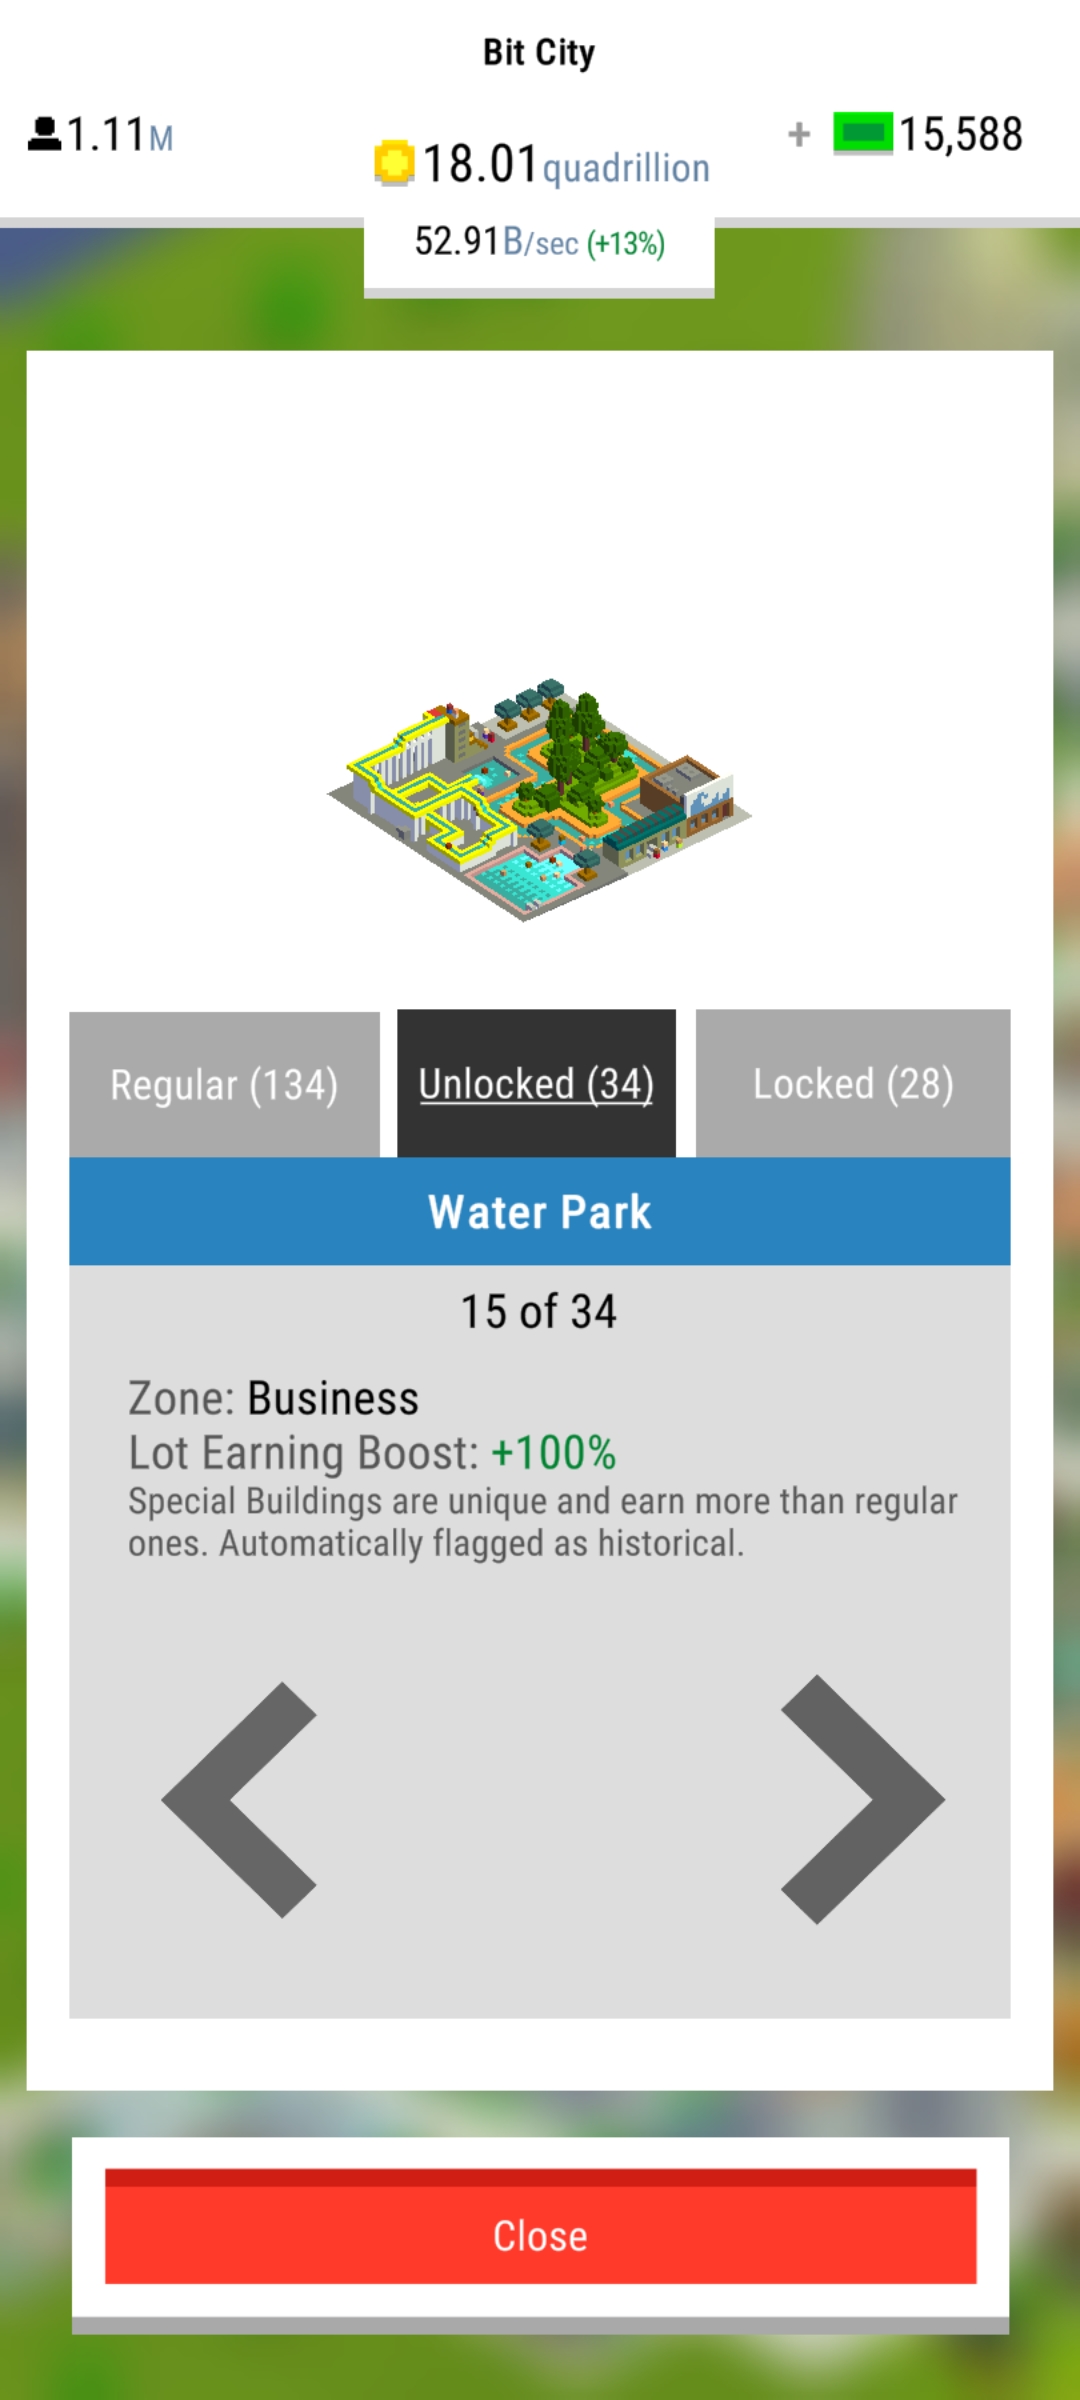 Bit City
1.11M
18.01quadrillion
+ 15,588
52.91B/sec (+13%)
Regular (134)
Unlocked (34)
Locked (28)
Water Park
15 of 34
Zone: Business
Lot Earning Boost: +100%
Special Buildings are unique and earn more than regular
ones. Automatically flagged as historical.
Close